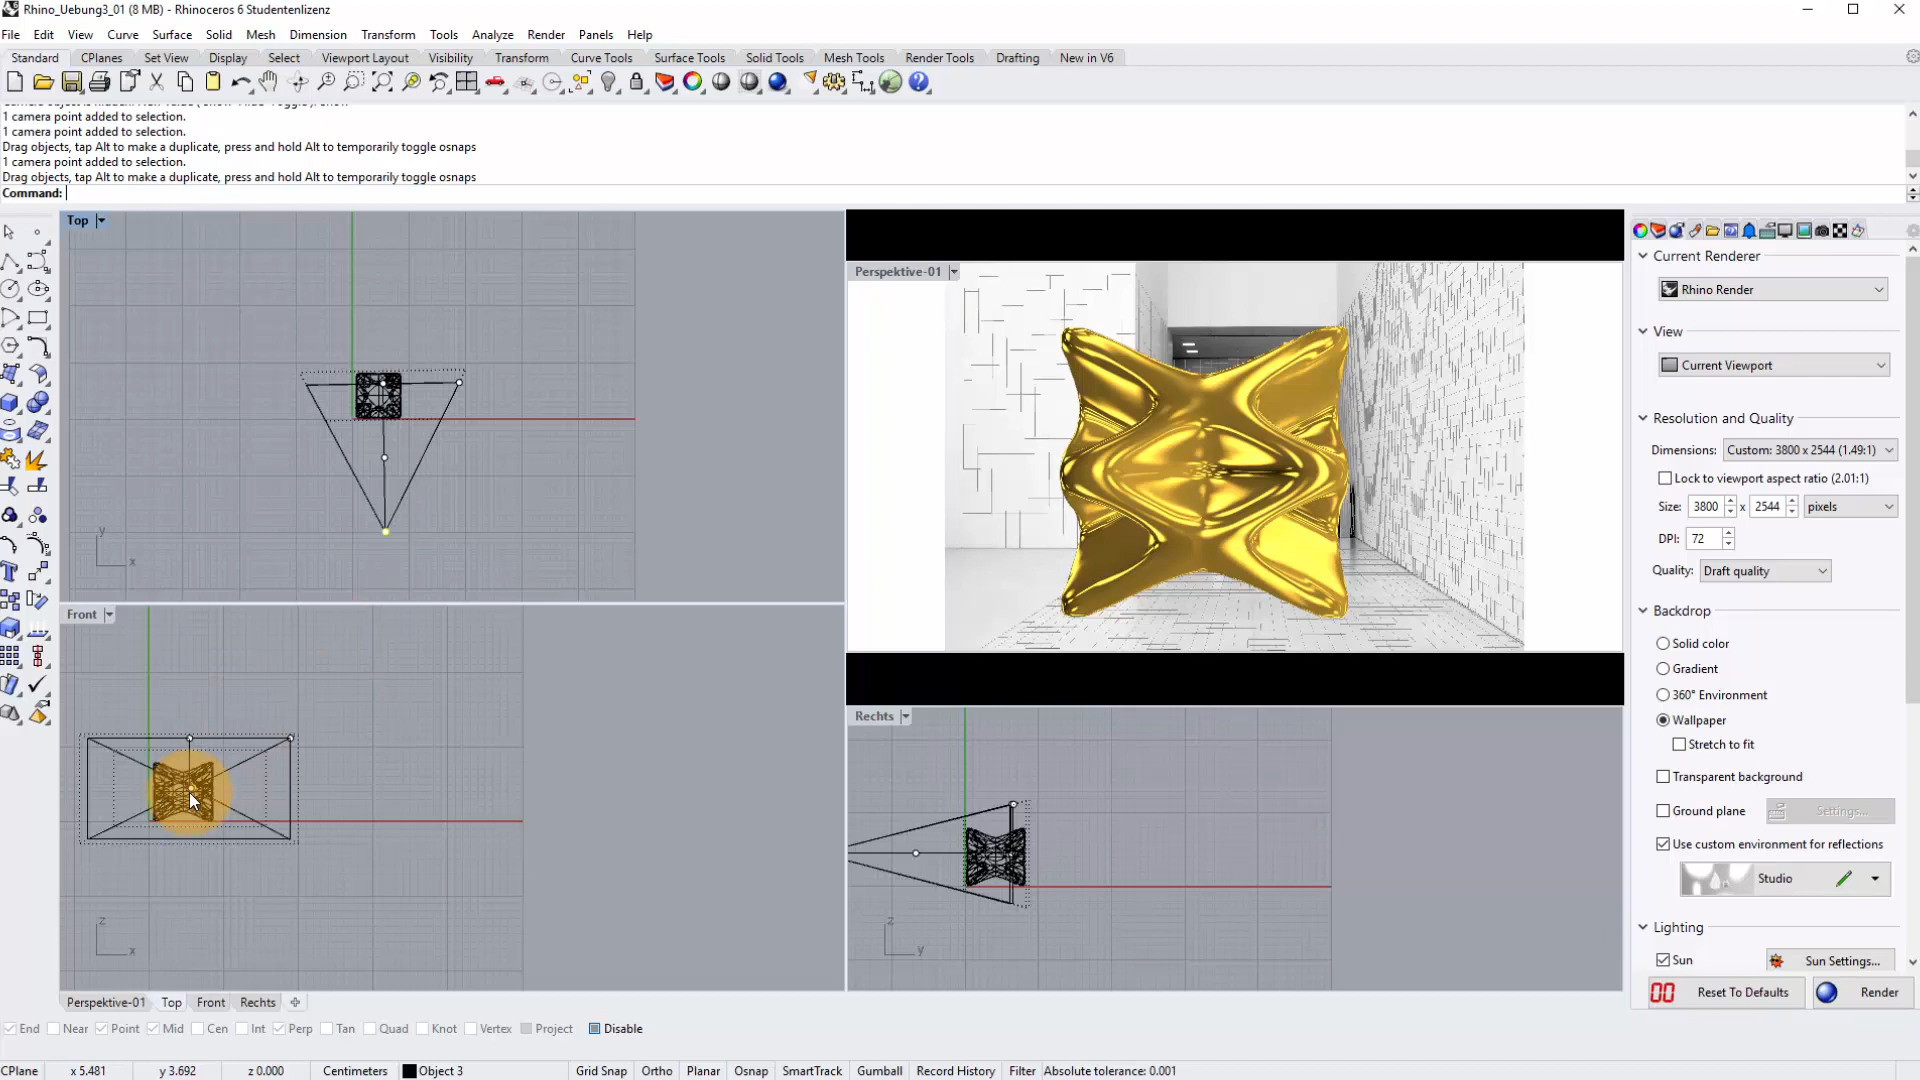 Rhino_Uebung3_01 (8 MB) - Rhinoceros 6 Studentenlizenz
File Edit View Curve Surface Solid Mesh Dimension Transform Tools Analyze Render Panels Help
Standard CPlanes Set View Display Select Viewport Layout Visibility Transform Curve Tools Surface Tools Solid Tools Mesh Tools Render Tools Drafting New in V6
1 camera point added to selection.
1 camera point added to selection.
Drag objects, tap Alt to make a duplicate, press and hold Alt to temporarily toggle osnaps
1 camera point added to selection.
Drag objects, tap Alt to make a duplicate, press and hold Alt to temporarily toggle osnaps
Command:
Top
y
x
Perspektive-01
Front
z
x
Rechts
z
y
Current Renderer
Rhino Render
View
Current Viewport
Resolution and Quality
Dimensions: Custom: 3800 x 2544 (1.49:1)
Lock to viewport aspect ratio (2.01:1)
Size: 3800 x 2544 pixels
DPI: 72
Quality: Draft quality
Backdrop
Solid color
Gradient
360° Environment
Wallpaper
Stretch to fit
Transparent background
Ground plane Settings...
Use custom environment for reflections
Studio
Lighting
Sun Sun Settings...
Reset To Defaults Render
Perspektive-01 Top Front Rechts
End Near Point Mid Cen Int Perp Tan Quad Knot Vertex Project Disable
CPlane x 5.481 y 3.692 z 0.000 Centimeters Object 3 Grid Snap Ortho Planar Osnap SmartTrack Gumball Record History Filter Absolute tolerance: 0.001